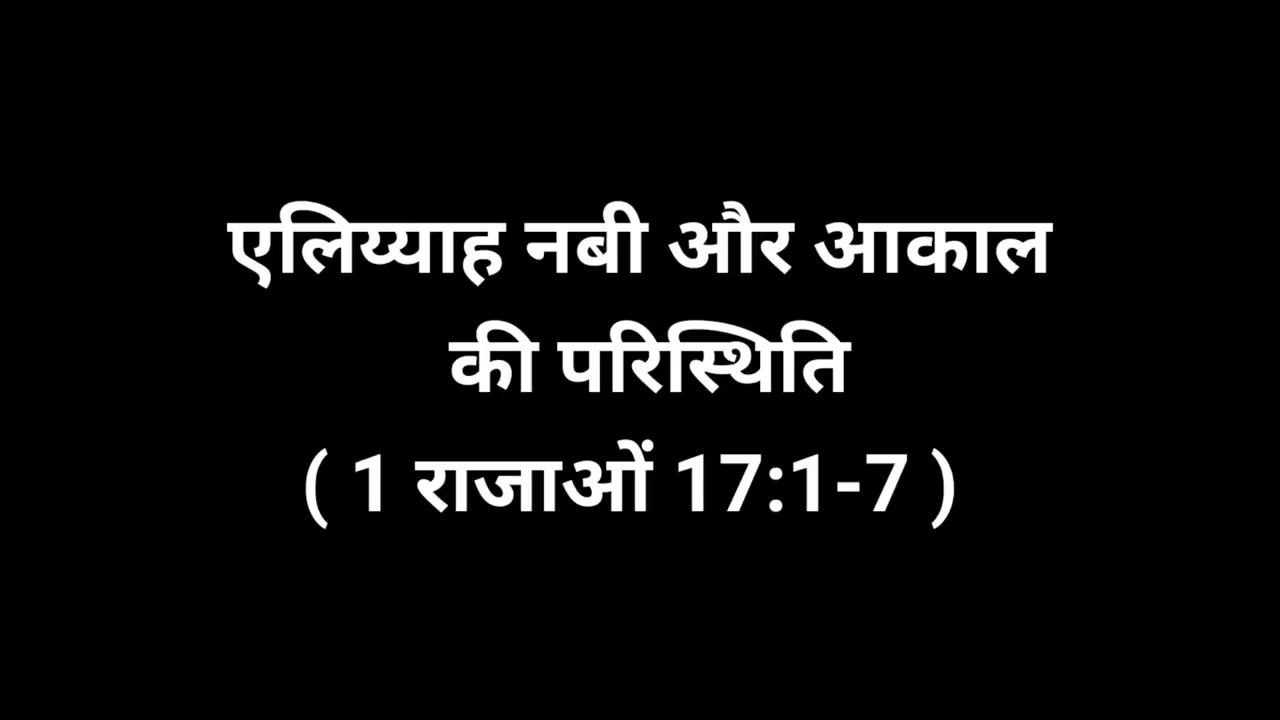 एलिय्याह नबी और आकाल
की परिस्थिति
( 1 राजाओं 17:1-7 )